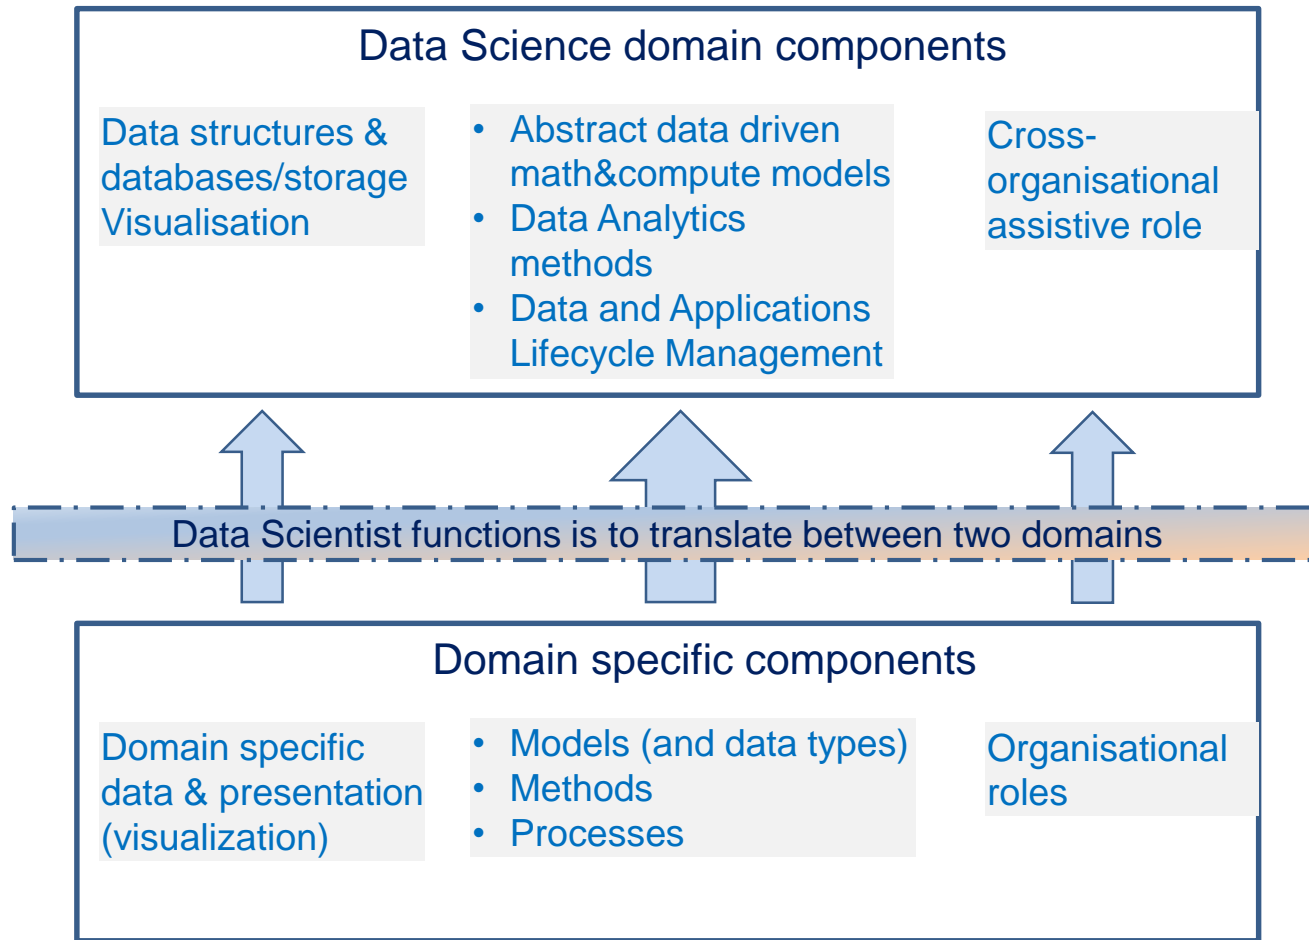 Data Science domain components
Data structures &
databases/storage
Visualisation
• Abstract data driven
math&compute models
• Data Analytics
methods
• Data and Applications
Lifecycle Management
Cross-
organisational
assistive role
Data Scientist functions is to translate between two domains
Domain specific components
Domain specific
data & presentation
(visualization)
• Models (and data types)
• Methods
• Processes
Organisational
roles